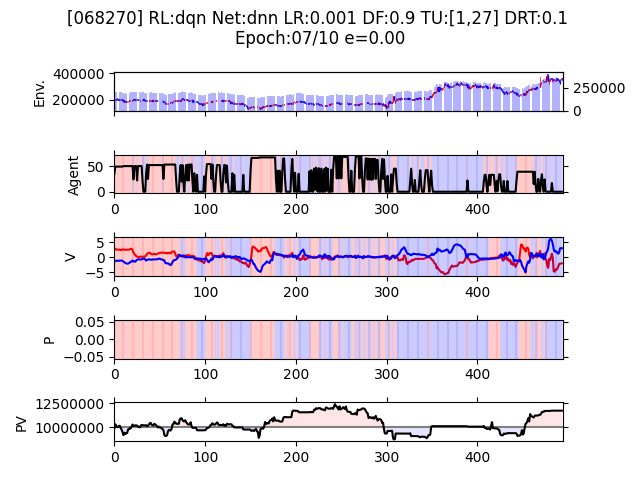 [068270] RL:dqn Net:dnn LR:0.001 DF:0.9 TU:[1,27] DRT:0.1
Epoch:07/10 e=0.00
Env.
400000
200000
250000
0
Agent
50
0
0 100 200 300 400
V
5
0
−5
0 100 200 300 400
P
0.05
0.00
−0.05
0 100 200 300 400
PV
12500000
10000000
0 100 200 300 400